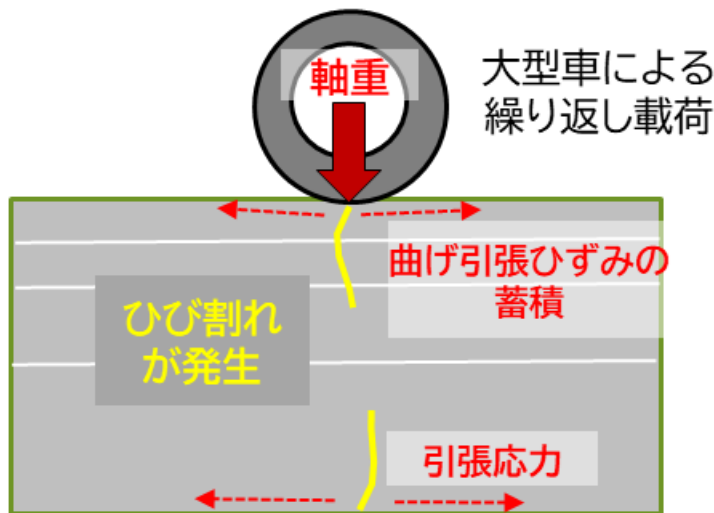 軸重
大型車による
繰り返し載荷
曲げ引張ひずみの
蓄積
ひび割れ
が発生
引張応力